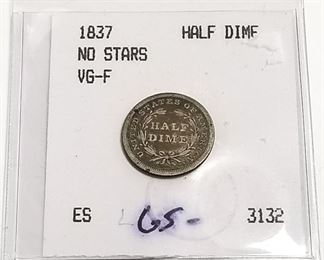 1837 HALF DIME
NO STARS
VG-F
UNITED STATES OF AMERICA
HALF
DIME
ES 65- 3132